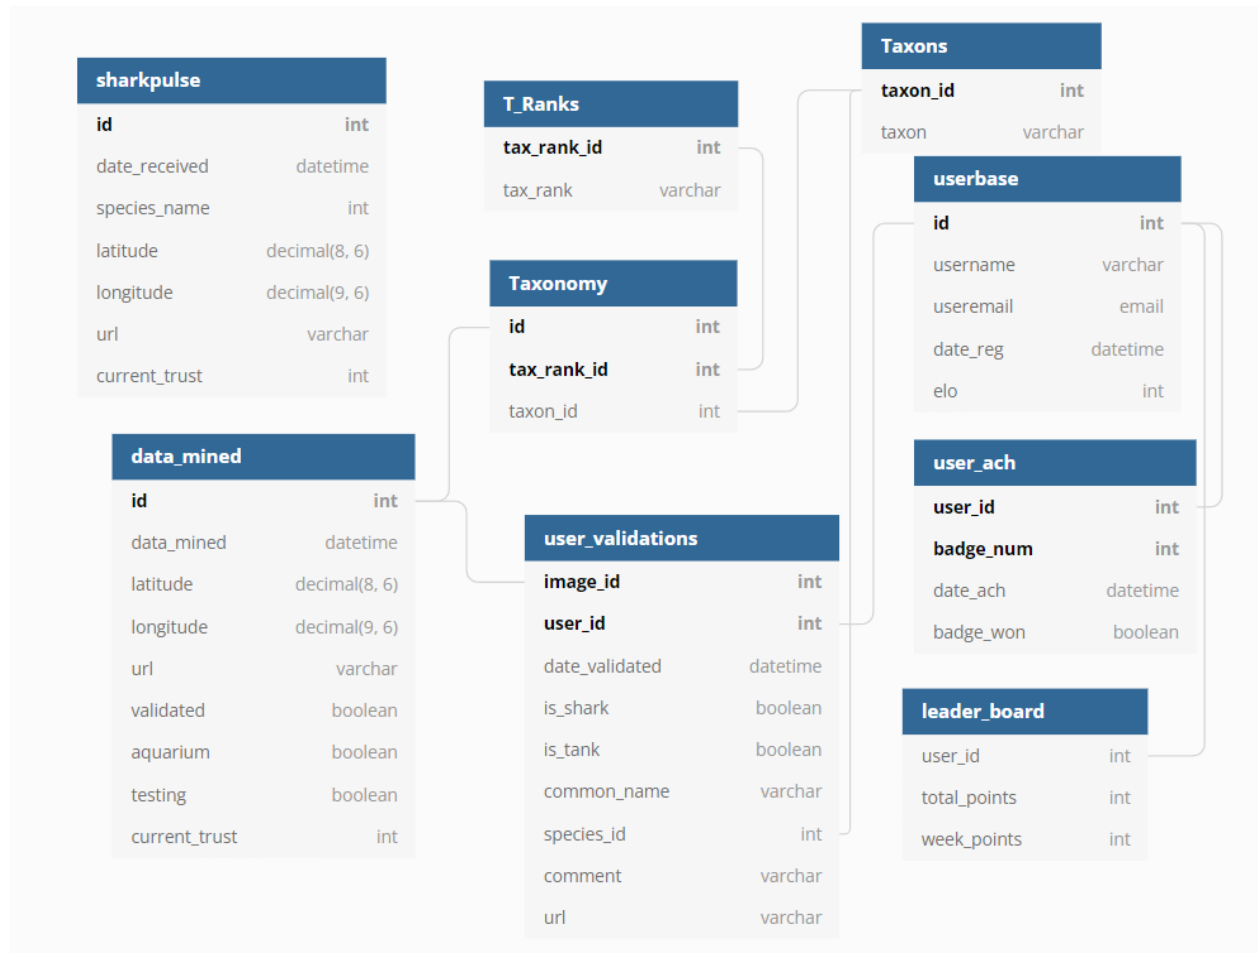 sharkpulse
id int
date_received datetime
species_name int
latitude decimal(8, 6)
longitude decimal(9, 6)
url varchar
current_trust int
data_mined
id int
data_mined datetime
latitude decimal(8, 6)
longitude decimal(9, 6)
url varchar
validated boolean
aquarium boolean
testing boolean
current_trust int
T_Ranks
tax_rank_id int
tax_rank varchar
Taxonomy
id int
tax_rank_id int
taxon_id int
user_validations
image_id int
user_id int
date_validated datetime
is_shark boolean
is_tank boolean
common_name varchar
species_id int
comment varchar
url varchar
Taxons
taxon_id int
taxon varchar
userbase
id int
username varchar
useremail email
date_reg datetime
elo int
user_ach
user_id int
badge_num int
date_ach datetime
badge_won boolean
leader_board
user_id int
total_points int
week_points int